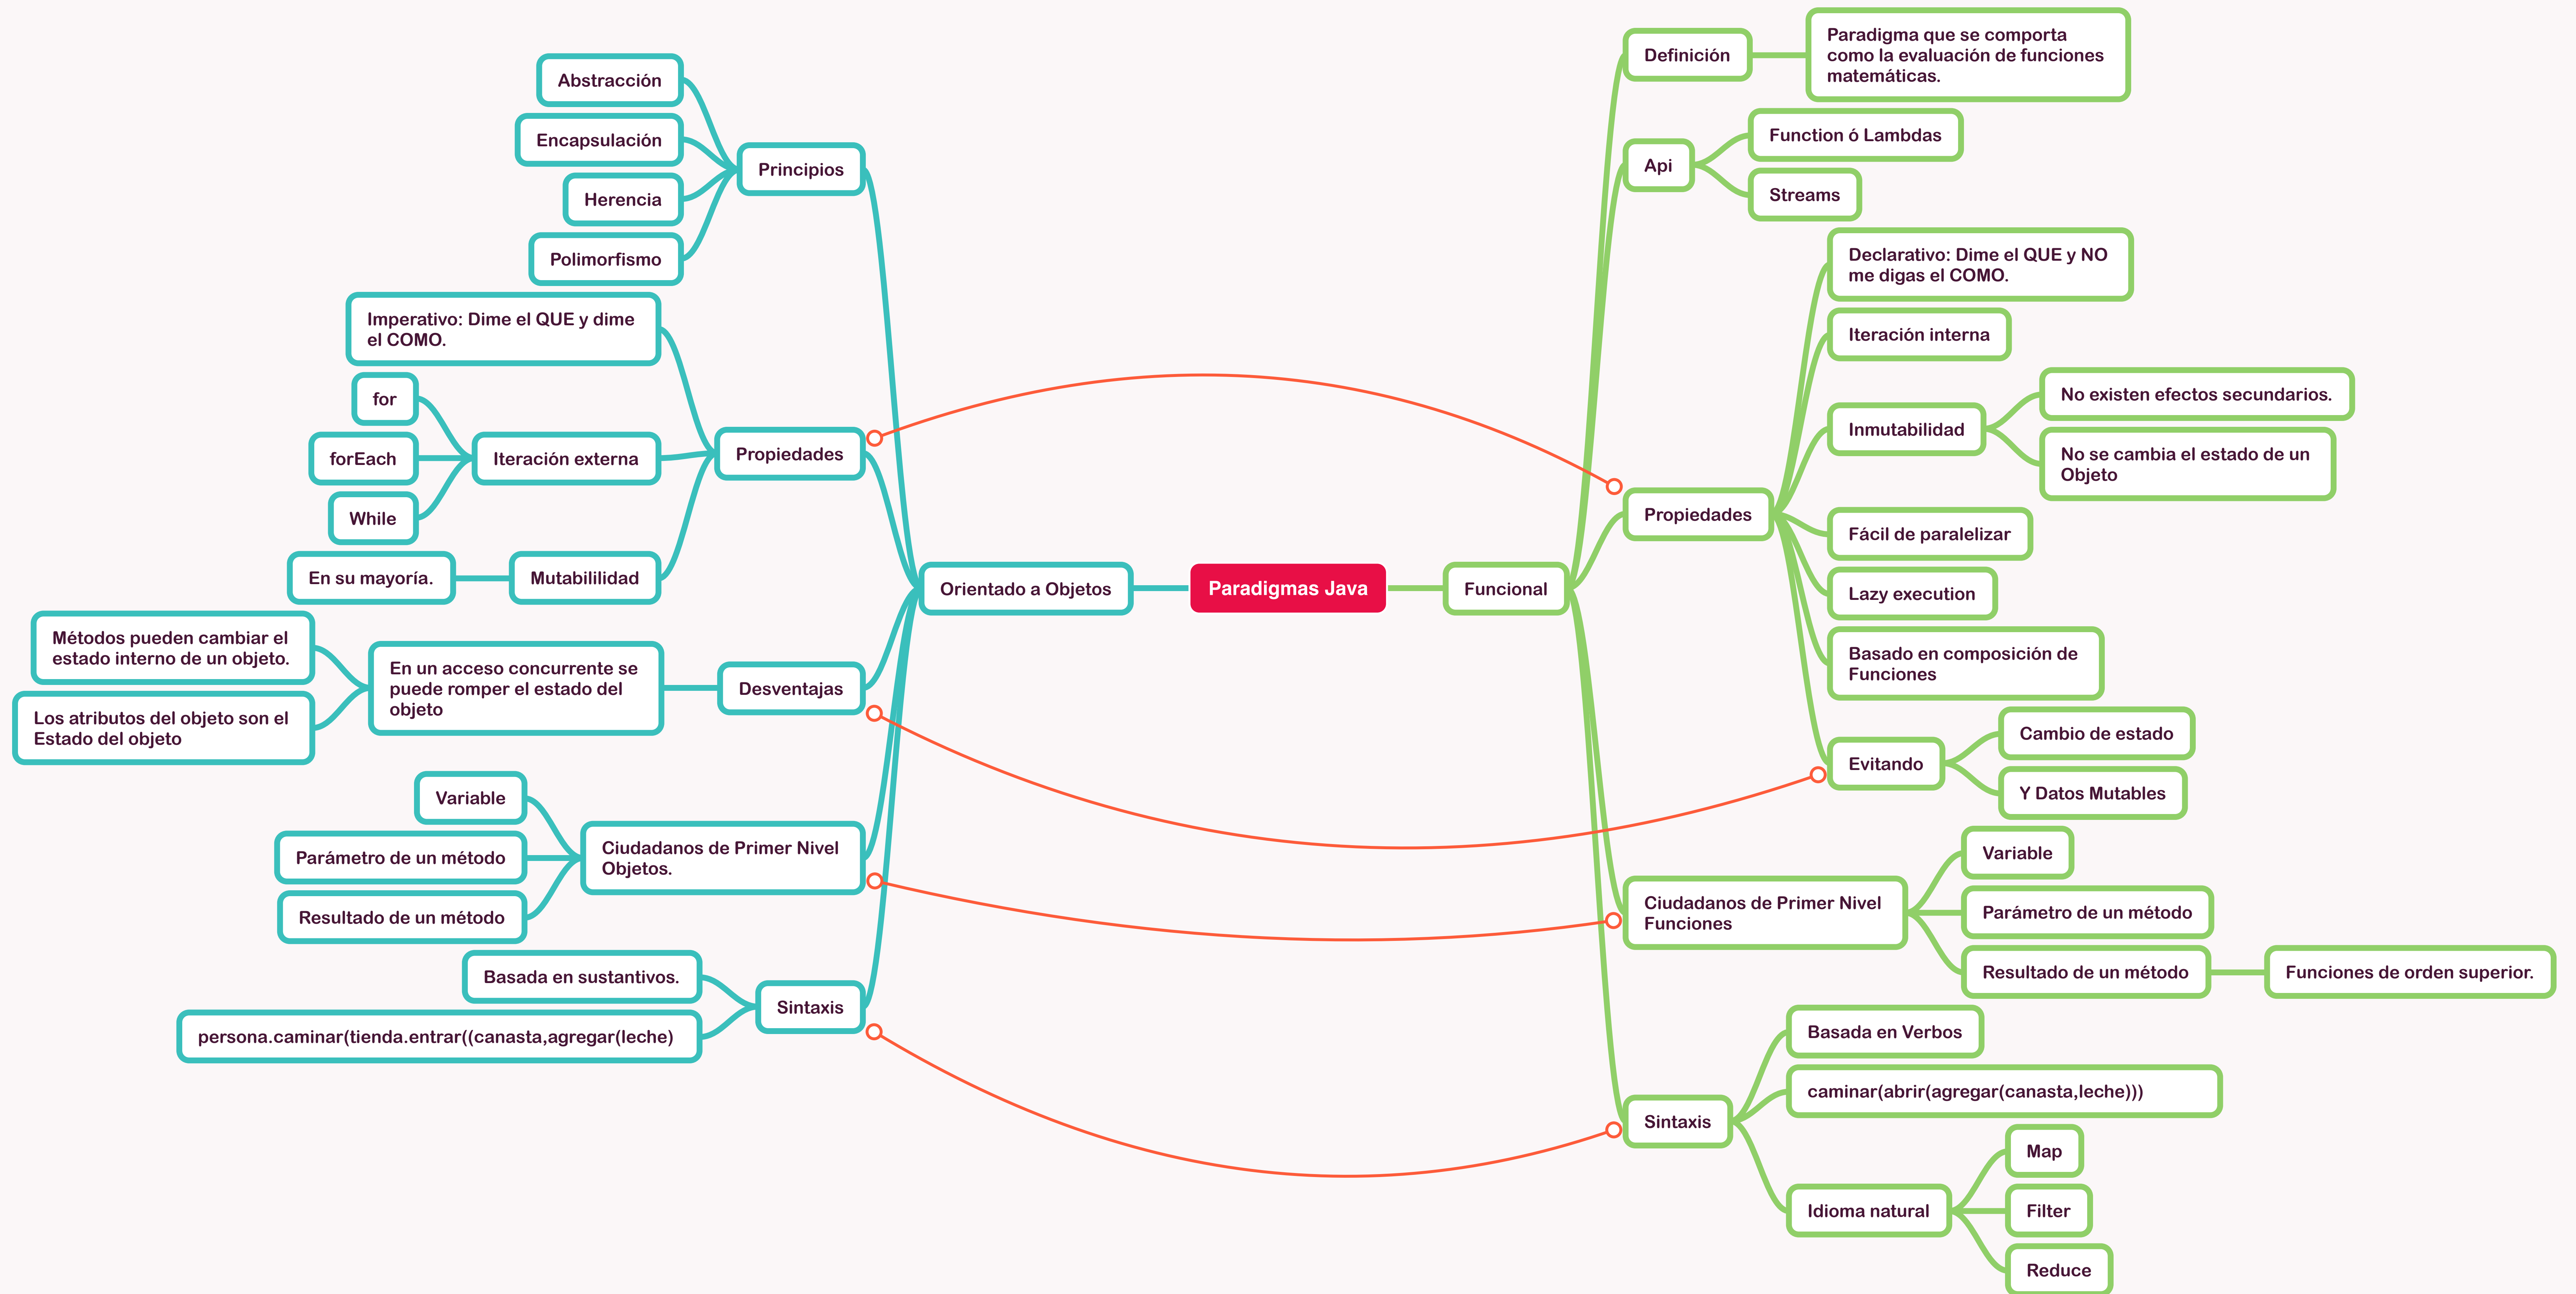 Paradigmas Java
Orientado a Objetos
Principios
Abstracción
Encapsulación
Herencia
Polimorfismo
Propiedades
Imperativo: Dime el QUE y dime
el COMO.
Iteración externa
for
forEach
While
Mutabililidad
En su mayoría.
Desventajas
En un acceso concurrente se
puede romper el estado del
objeto
Métodos pueden cambiar el
estado interno de un objeto.
Los atributos del objeto son el
Estado del objeto
Ciudadanos de Primer Nivel
Objetos.
Variable
Parámetro de un método
Resultado de un método
Sintaxis
Basada en sustantivos.
persona.caminar(tienda.entrar((canasta,agregar(leche)
Funcional
Definición
Paradigma que se comporta
como la evaluación de funciones
matemáticas.
Api
Function ó Lambdas
Streams
Propiedades
Declarativo: Dime el QUE y NO
me digas el COMO.
Iteración interna
Inmutabilidad
No existen efectos secundarios.
No se cambia el estado de un
Objeto
Fácil de paralelizar
Lazy execution
Basado en composición de
Funciones
Evitando
Cambio de estado
Y Datos Mutables
Ciudadanos de Primer Nivel
Funciones
Variable
Parámetro de un método
Resultado de un método
Funciones de orden superior.
Sintaxis
Basada en Verbos
caminar(abrir(agregar(canasta,leche)))
Idioma natural
Map
Filter
Reduce